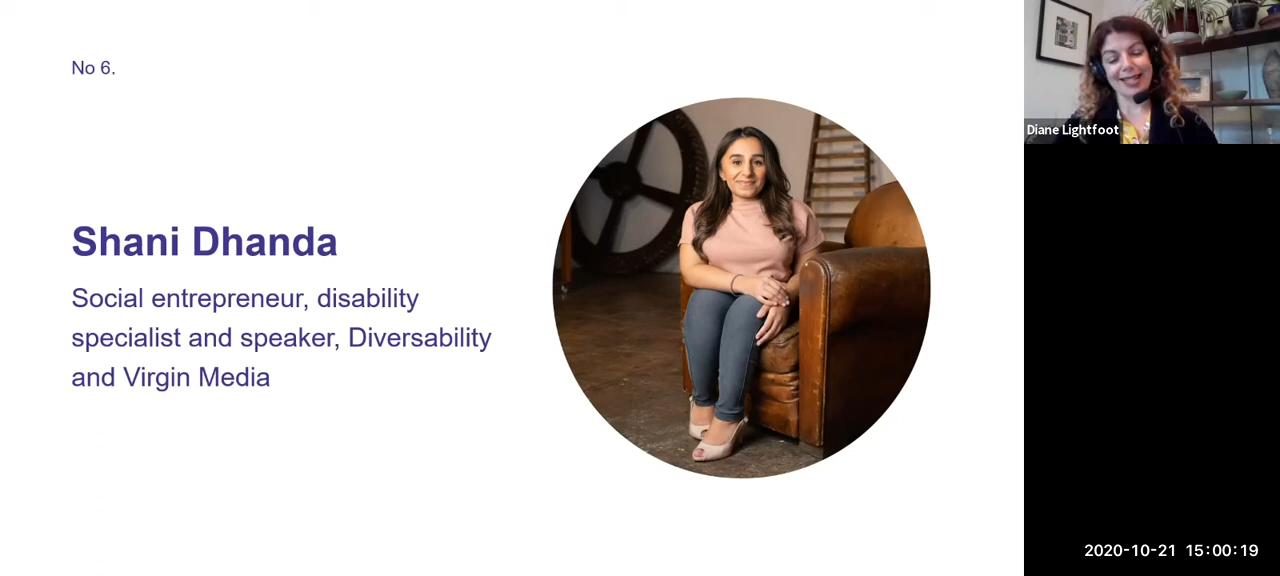 No 6.
Shani Dhanda
Social entrepreneur, disability
specialist and speaker, Diversability
and Virgin Media
Diane Lightfoot
2020-10-21 15:00:19